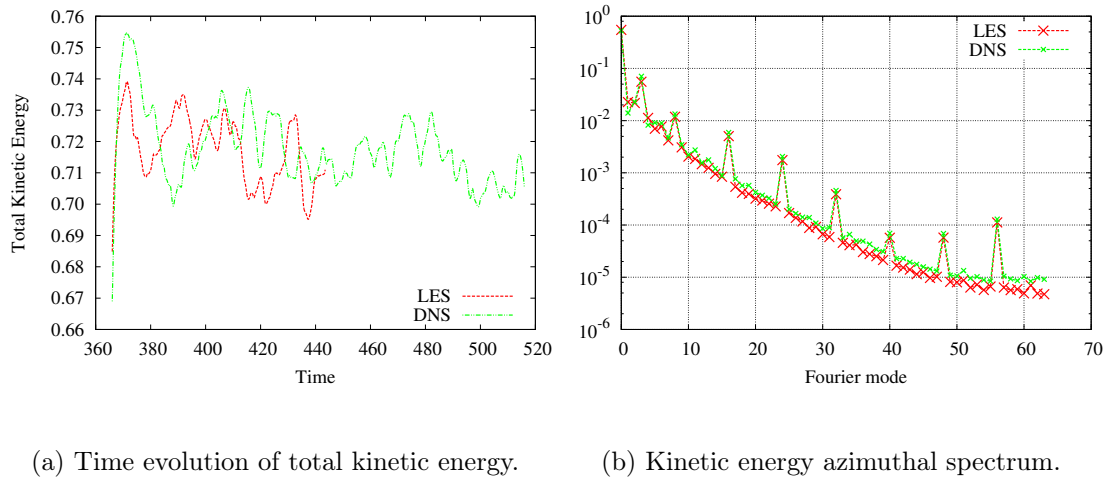 0.76
0.75
0.74
0.73
0.72
0.71
0.70
0.69
0.68
0.67
0.66
Total Kinetic Energy
LES
DNS
360 380 400 420 440 460 480 500 520
Time
10^0
10^-1
10^-2
10^-3
10^-4
10^-5
10^-6
LES
DNS
0 10 20 30 40 50 60 70
Fourier mode
(a) Time evolution of total kinetic energy.
(b) Kinetic energy azimuthal spectrum.